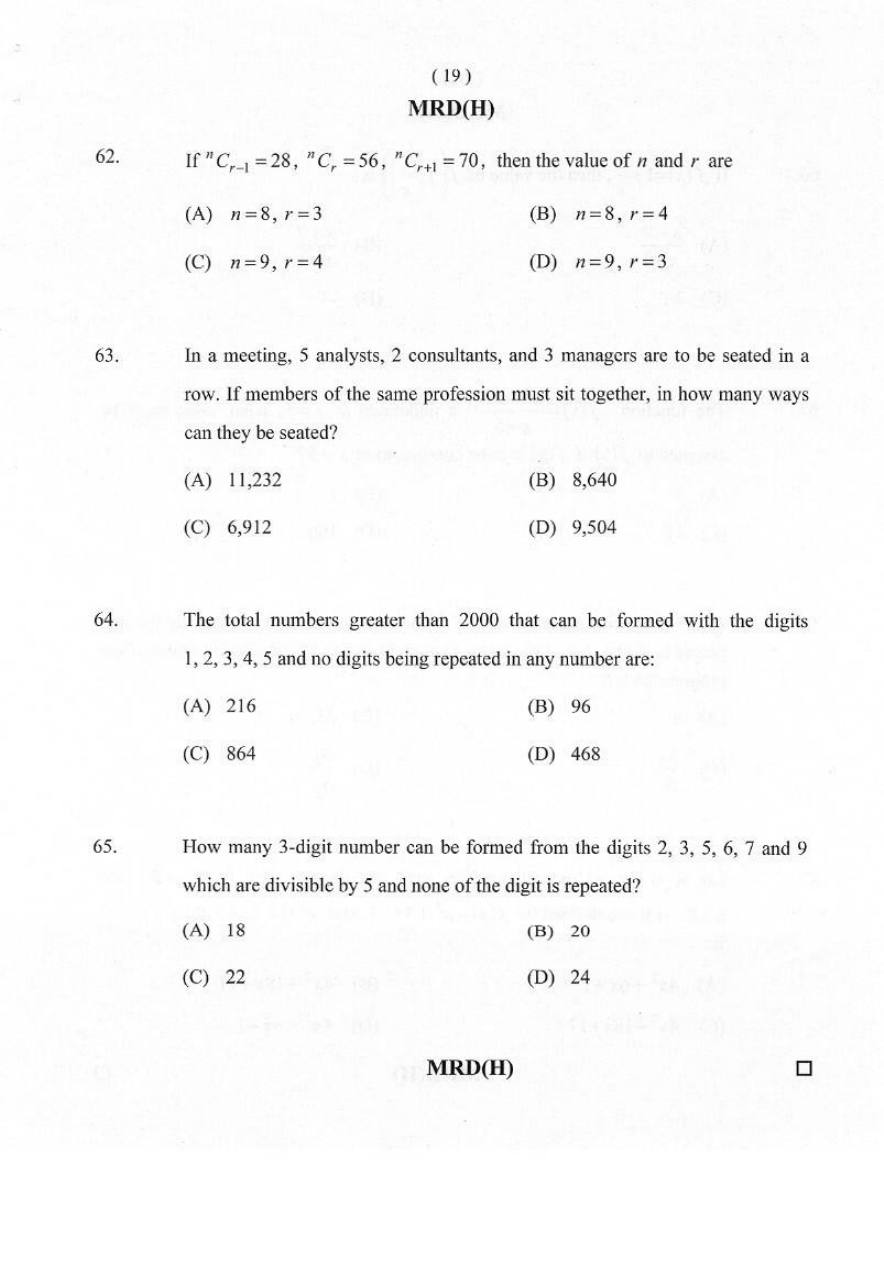 ( 19 )
MRD(H)
62. If ⁿCᵣ₋₁ = 28, ⁿCᵣ = 56, ⁿCᵣ₊₁ = 70, then the value of n and r are
(A) n = 8, r = 3 (B) n = 8, r = 4
(C) n = 9, r = 4 (D) n = 9, r = 3
63. In a meeting, 5 analysts, 2 consultants, and 3 managers are to be seated in a
row. If members of the same profession must sit together, in how many ways
can they be seated?
(A) 11,232 (B) 8,640
(C) 6,912 (D) 9,504
64. The total numbers greater than 2000 that can be formed with the digits
1, 2, 3, 4, 5 and no digits being repeated in any number are:
(A) 216 (B) 96
(C) 864 (D) 468
65. How many 3-digit number can be formed from the digits 2, 3, 5, 6, 7 and 9
which are divisible by 5 and none of the digit is repeated?
(A) 18 (B) 20
(C) 22 (D) 24
MRD(H)